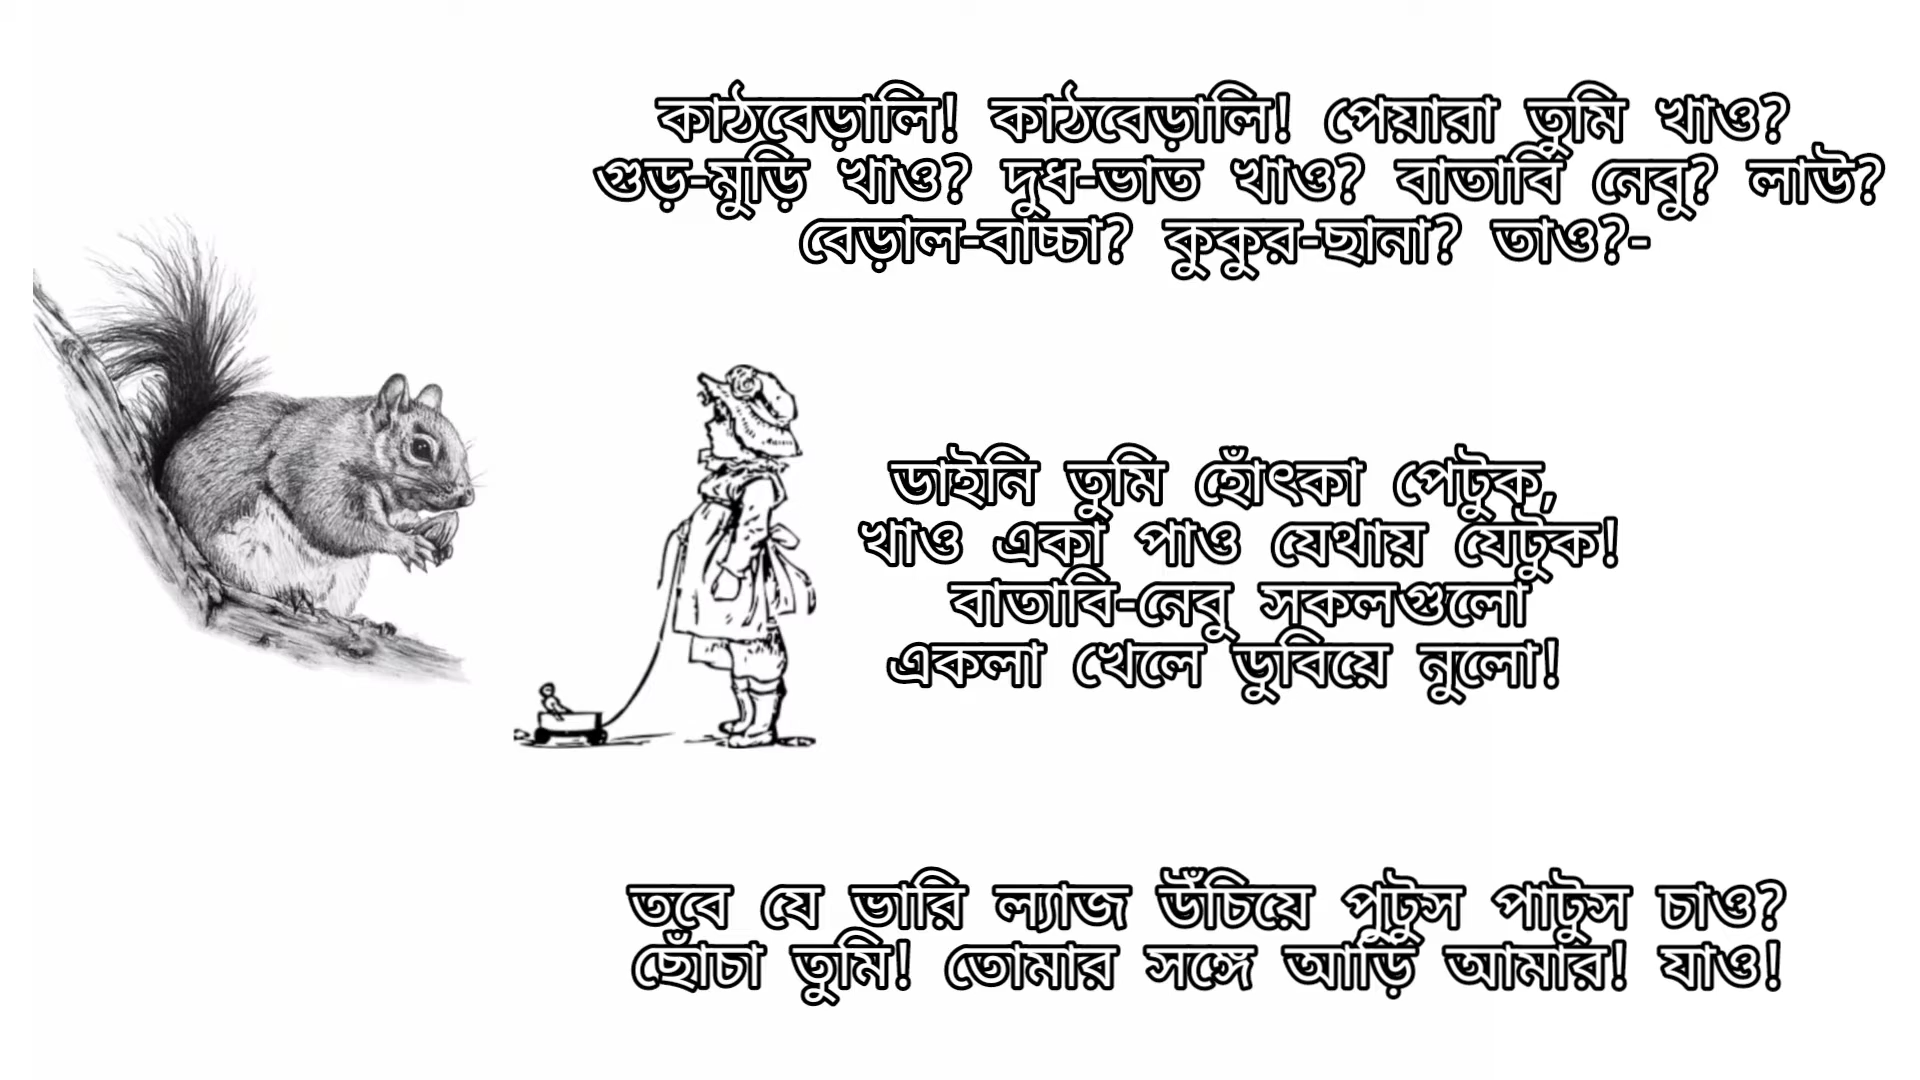 কাঠবেড়ালি! কাঠবেড়ালি! পেয়ারা তুমি খাও?
গুড়-মুড়ি খাও? দুধ-ভাত খাও? বাতাবি নেবু? লাউ?
বেড়াল-বাচ্চা? কুকুর-ছানা? তাও?-
ডাইনি তুমি হোঁৎকা পেটুক,
খাও একা পাও যেথায় যেটুক!
বাতাবি-নেবু সকলগুলো
একলা খেলে ডুবিয়ে নুলো!
তবে যে ভারি ল্যাজ উঁচিয়ে পুটুস পাটুস চাও?
ছোঁচা তুমি! তোমার সঙ্গে আড়ি আমার! যাও!